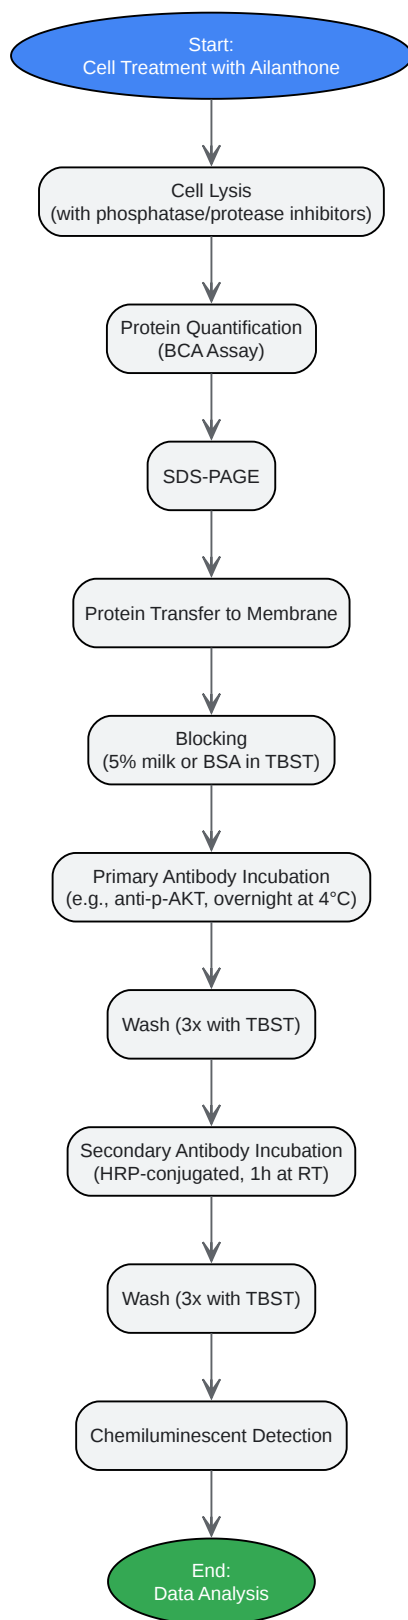 Start:
Cell Treatment with Ailanthone
Cell Lysis
(with phosphatase/protease inhibitors)
Protein Quantification
(BCA Assay)
SDS-PAGE
Protein Transfer to Membrane
Blocking
(5% milk or BSA in TBST)
Primary Antibody Incubation
(e.g., anti-p-AKT, overnight at 4°C)
Wash (3x with TBST)
Secondary Antibody Incubation
(HRP-conjugated, 1h at RT)
Wash (3x with TBST)
Chemiluminescent Detection
End:
Data Analysis